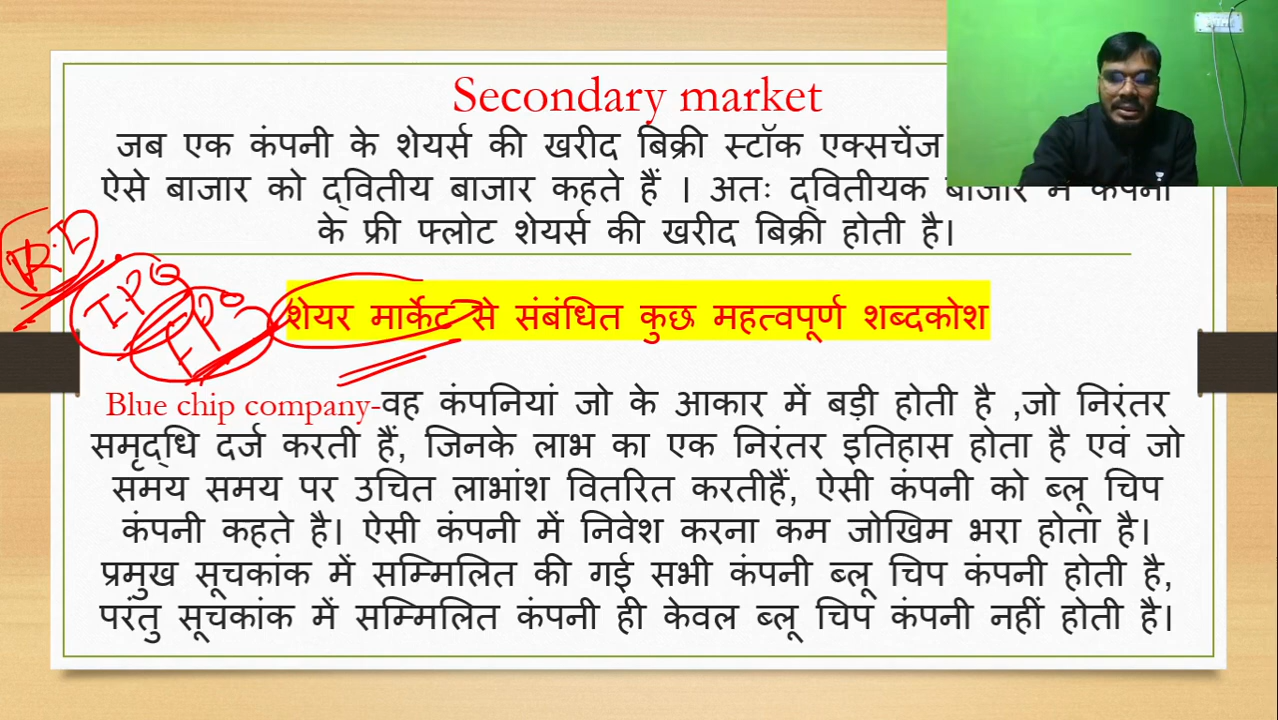 Secondary market
जब एक कंपनी के शेयर्स की खरीद बिक्री स्टॉक एक्सचेंज
ऐसे बाजार को द्वितीय बाजार कहते हैं । अतः द्वितीयक बाजार में कंपनी
के फ्री फ्लोट शेयर्स की खरीद बिक्री होती है।
R.I
IPO
FPO
शेयर मार्केट से संबंधित कुछ महत्वपूर्ण शब्दकोश
Blue chip company-वह कंपनियां जो के आकार में बड़ी होती है ,जो निरंतर
समृद्धि दर्ज करती हैं, जिनके लाभ का एक निरंतर इतिहास होता है एवं जो
समय समय पर उचित लाभांश वितरित करतीहैं, ऐसी कंपनी को ब्लू चिप
कंपनी कहते है। ऐसी कंपनी में निवेश करना कम जोखिम भरा होता है।
प्रमुख सूचकांक में सम्मिलित की गई सभी कंपनी ब्लू चिप कंपनी होती है,
परंतु सूचकांक में सम्मिलित कंपनी ही केवल ब्लू चिप कंपनी नहीं होती है।